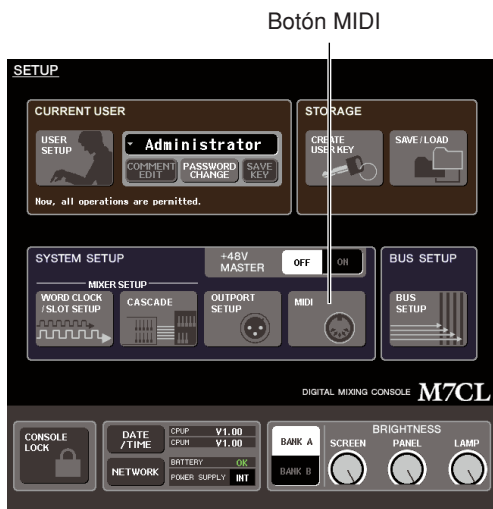 Botón MIDI
SETUP
CURRENT USER
STORAGE
USER SETUP
Administrator
COMMENT EDIT
PASSWORD CHANGE
SAVE KEY
Now, all operations are permitted.
CREATE USER KEY
SAVE/LOAD
SYSTEM SETUP
+48V MASTER
OFF
ON
BUS SETUP
MIXER SETUP
WORD CLOCK /SLOT SETUP
CASCADE
OUTPORT SETUP
MIDI
BUS SETUP
DIGITAL MIXING CONSOLE M7CL
CONSOLE LOCK
DATE /TIME
CPUP V1.00
CPUM V1.00
NETWORK
BATTERY OK
POWER SUPPLY INT
BANK A
BANK B
BRIGHTNESS
SCREEN
PANEL
LAMP